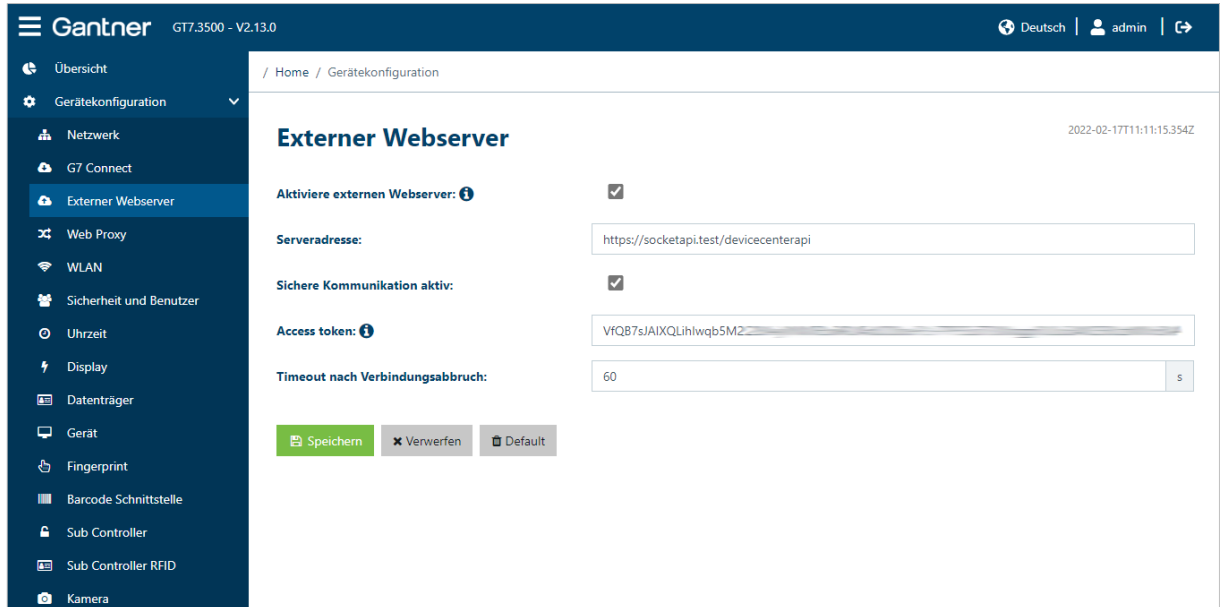 Gantner GT7.3500 - V2.13.0 Deutsch admin
Übersicht
Gerätekonfiguration
Netzwerk
G7 Connect
Externer Webserver
Web Proxy
WLAN
Sicherheit und Benutzer
Uhrzeit
Display
Datenträger
Gerät
Fingerprint
Barcode Schnittstelle
Sub Controller
Sub Controller RFID
Kamera
/ Home / Gerätekonfiguration
Externer Webserver
2022-02-17T11:11:15.354Z
Aktiviere externen Webserver:
Serveradresse: https://socketapi.test/devicecenterapi
Sichere Kommunikation aktiv:
Access token:
Timeout nach Verbindungsabbruch: 60 s
Speichern Verwerfen Default